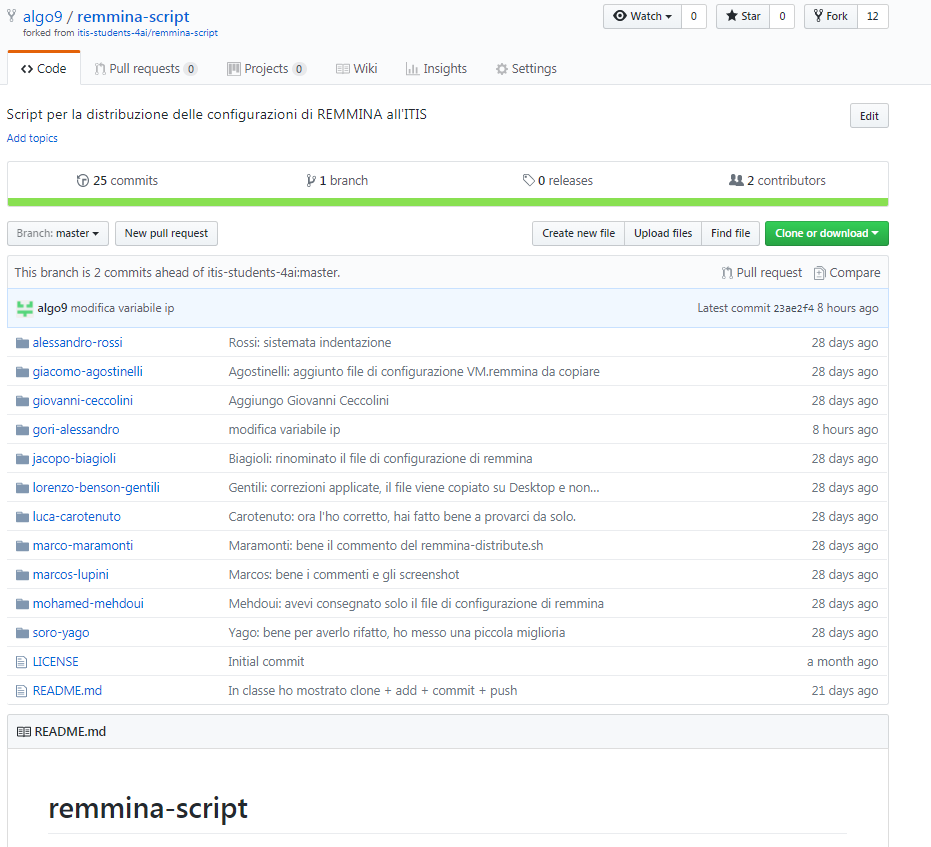 algo9 / remmina-script
Watch 0 Star 0 Fork 12
forked from itis-students-4ai/remmina-script
Code Pull requests 0 Projects 0 Wiki Insights Settings
Script per la distribuzione delle configurazioni di REMMINA all'ITIS
Edit
Add topics
25 commits 1 branch 0 releases 2 contributors
Branch: master New pull request Create new file Upload files Find file Clone or download
This branch is 2 commits ahead of itis-students-4ai:master. Pull request Compare
algo9 modifica variabile ip Latest commit 23ae2f4 8 hours ago
alessandro-rossi Rossi: sistemata indentazione 28 days ago
giacomo-agostinelli Agostinelli: aggiunto file di configurazione VM.remmina da copiare 28 days ago
giovanni-ceccolini Aggiungo Giovanni Ceccolini 28 days ago
gori-alessandro modifica variabile ip 8 hours ago
jacopo-biagioli Biagioli: rinominato il file di configurazione di remmina 28 days ago
lorenzo-benson-gentili Gentili: correzioni applicate, il file viene copiato su Desktop e non... 28 days ago
luca-carotenuto Carotenuto: ora l'ho corretto, hai fatto bene a provarci da solo. 28 days ago
marco-maramonti Maramonti: bene il commento del remmina-distribute.sh 28 days ago
marcos-lupini Marcos: bene i commenti e gli screenshot 28 days ago
mohamed-mehdoui Mehdoui: avevi consegnato solo il file di configurazione di remmina 28 days ago
soro-yago Yago: bene per averlo rifatto, ho messo una piccola miglioria 28 days ago
LICENSE Initial commit a month ago
README.md In classe ho mostrato clone + add + commit + push 21 days ago
README.md
remmina-script